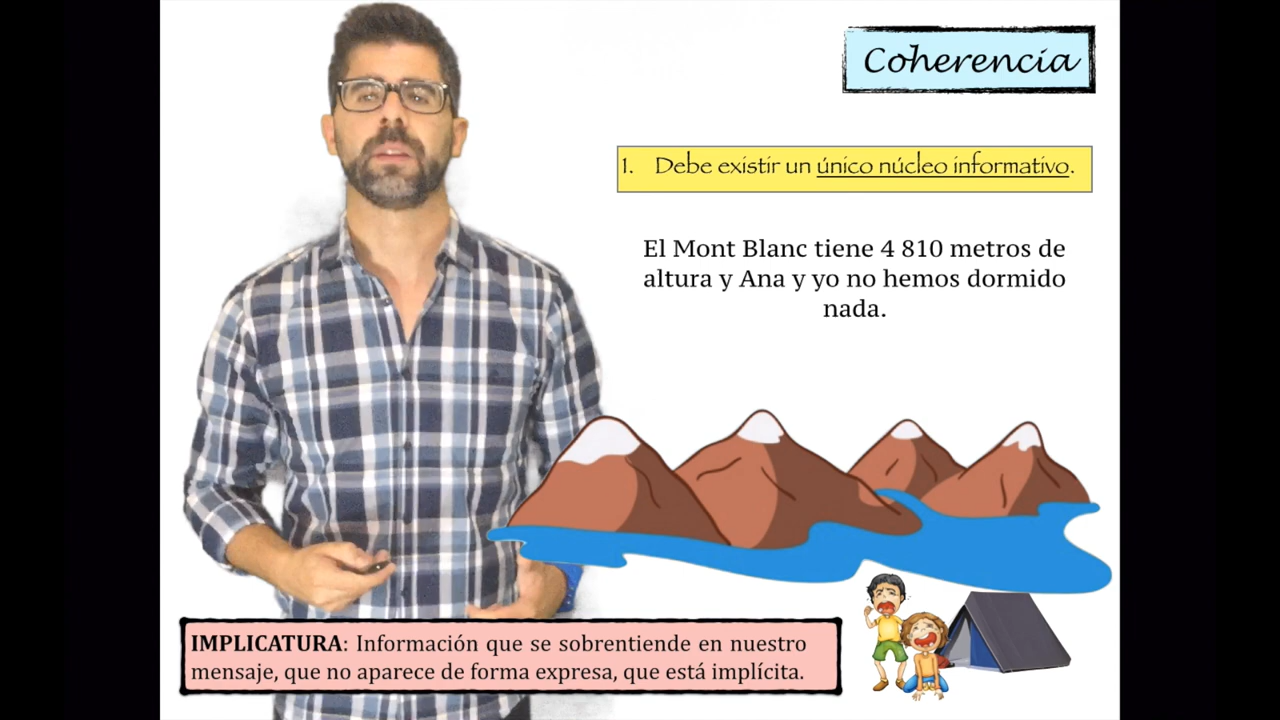 Coherencia
1. Debe existir un único núcleo informativo.
El Mont Blanc tiene 4 810 metros de
altura y Ana y yo no hemos dormido
nada.
IMPLICATURA: Información que se sobrentiende en nuestro
mensaje, que no aparece de forma expresa, que está implícita.